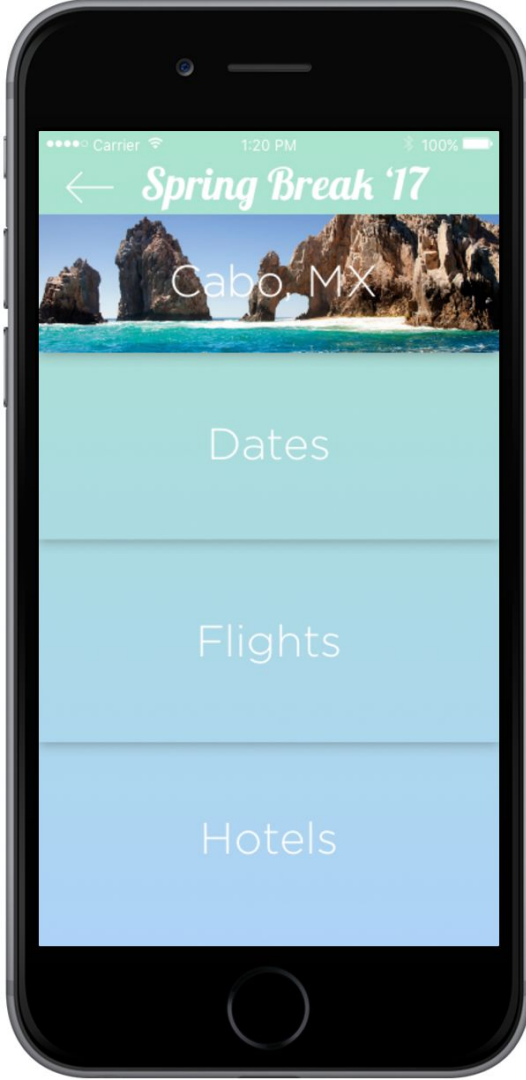 Carrier 1:20 PM 100%
Spring Break ‘17
Cabo, MX
Dates
Flights
Hotels